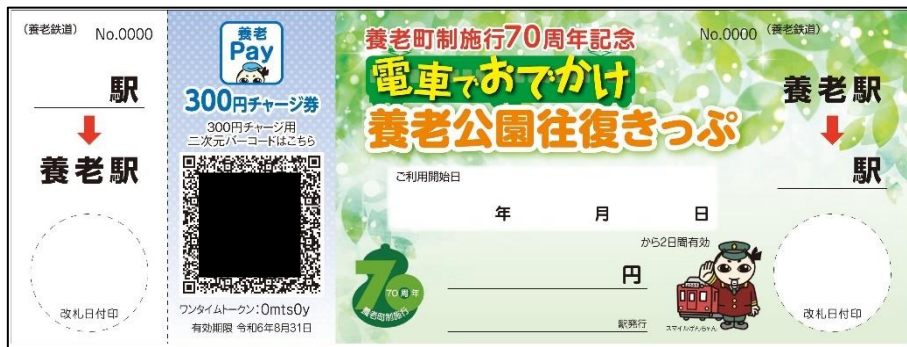 (養老鉄道) No.0000
駅
養老駅
改札日付印
養老
Pay
300円チャージ券
300円チャージ用
二次元バーコードはこちら
ワンタイムトークン:0mts0y
有効期限 令和6年8月31日
養老町制施行70周年記念
電車でおでかけ
養老公園往復きっぷ
ご利用開始日
年 月 日
から2日間有効
円
駅発行
70
70周年
養老町制施行
スマイルげんちゃん
No.0000 (養老鉄道)
養老駅
駅
改札日付印